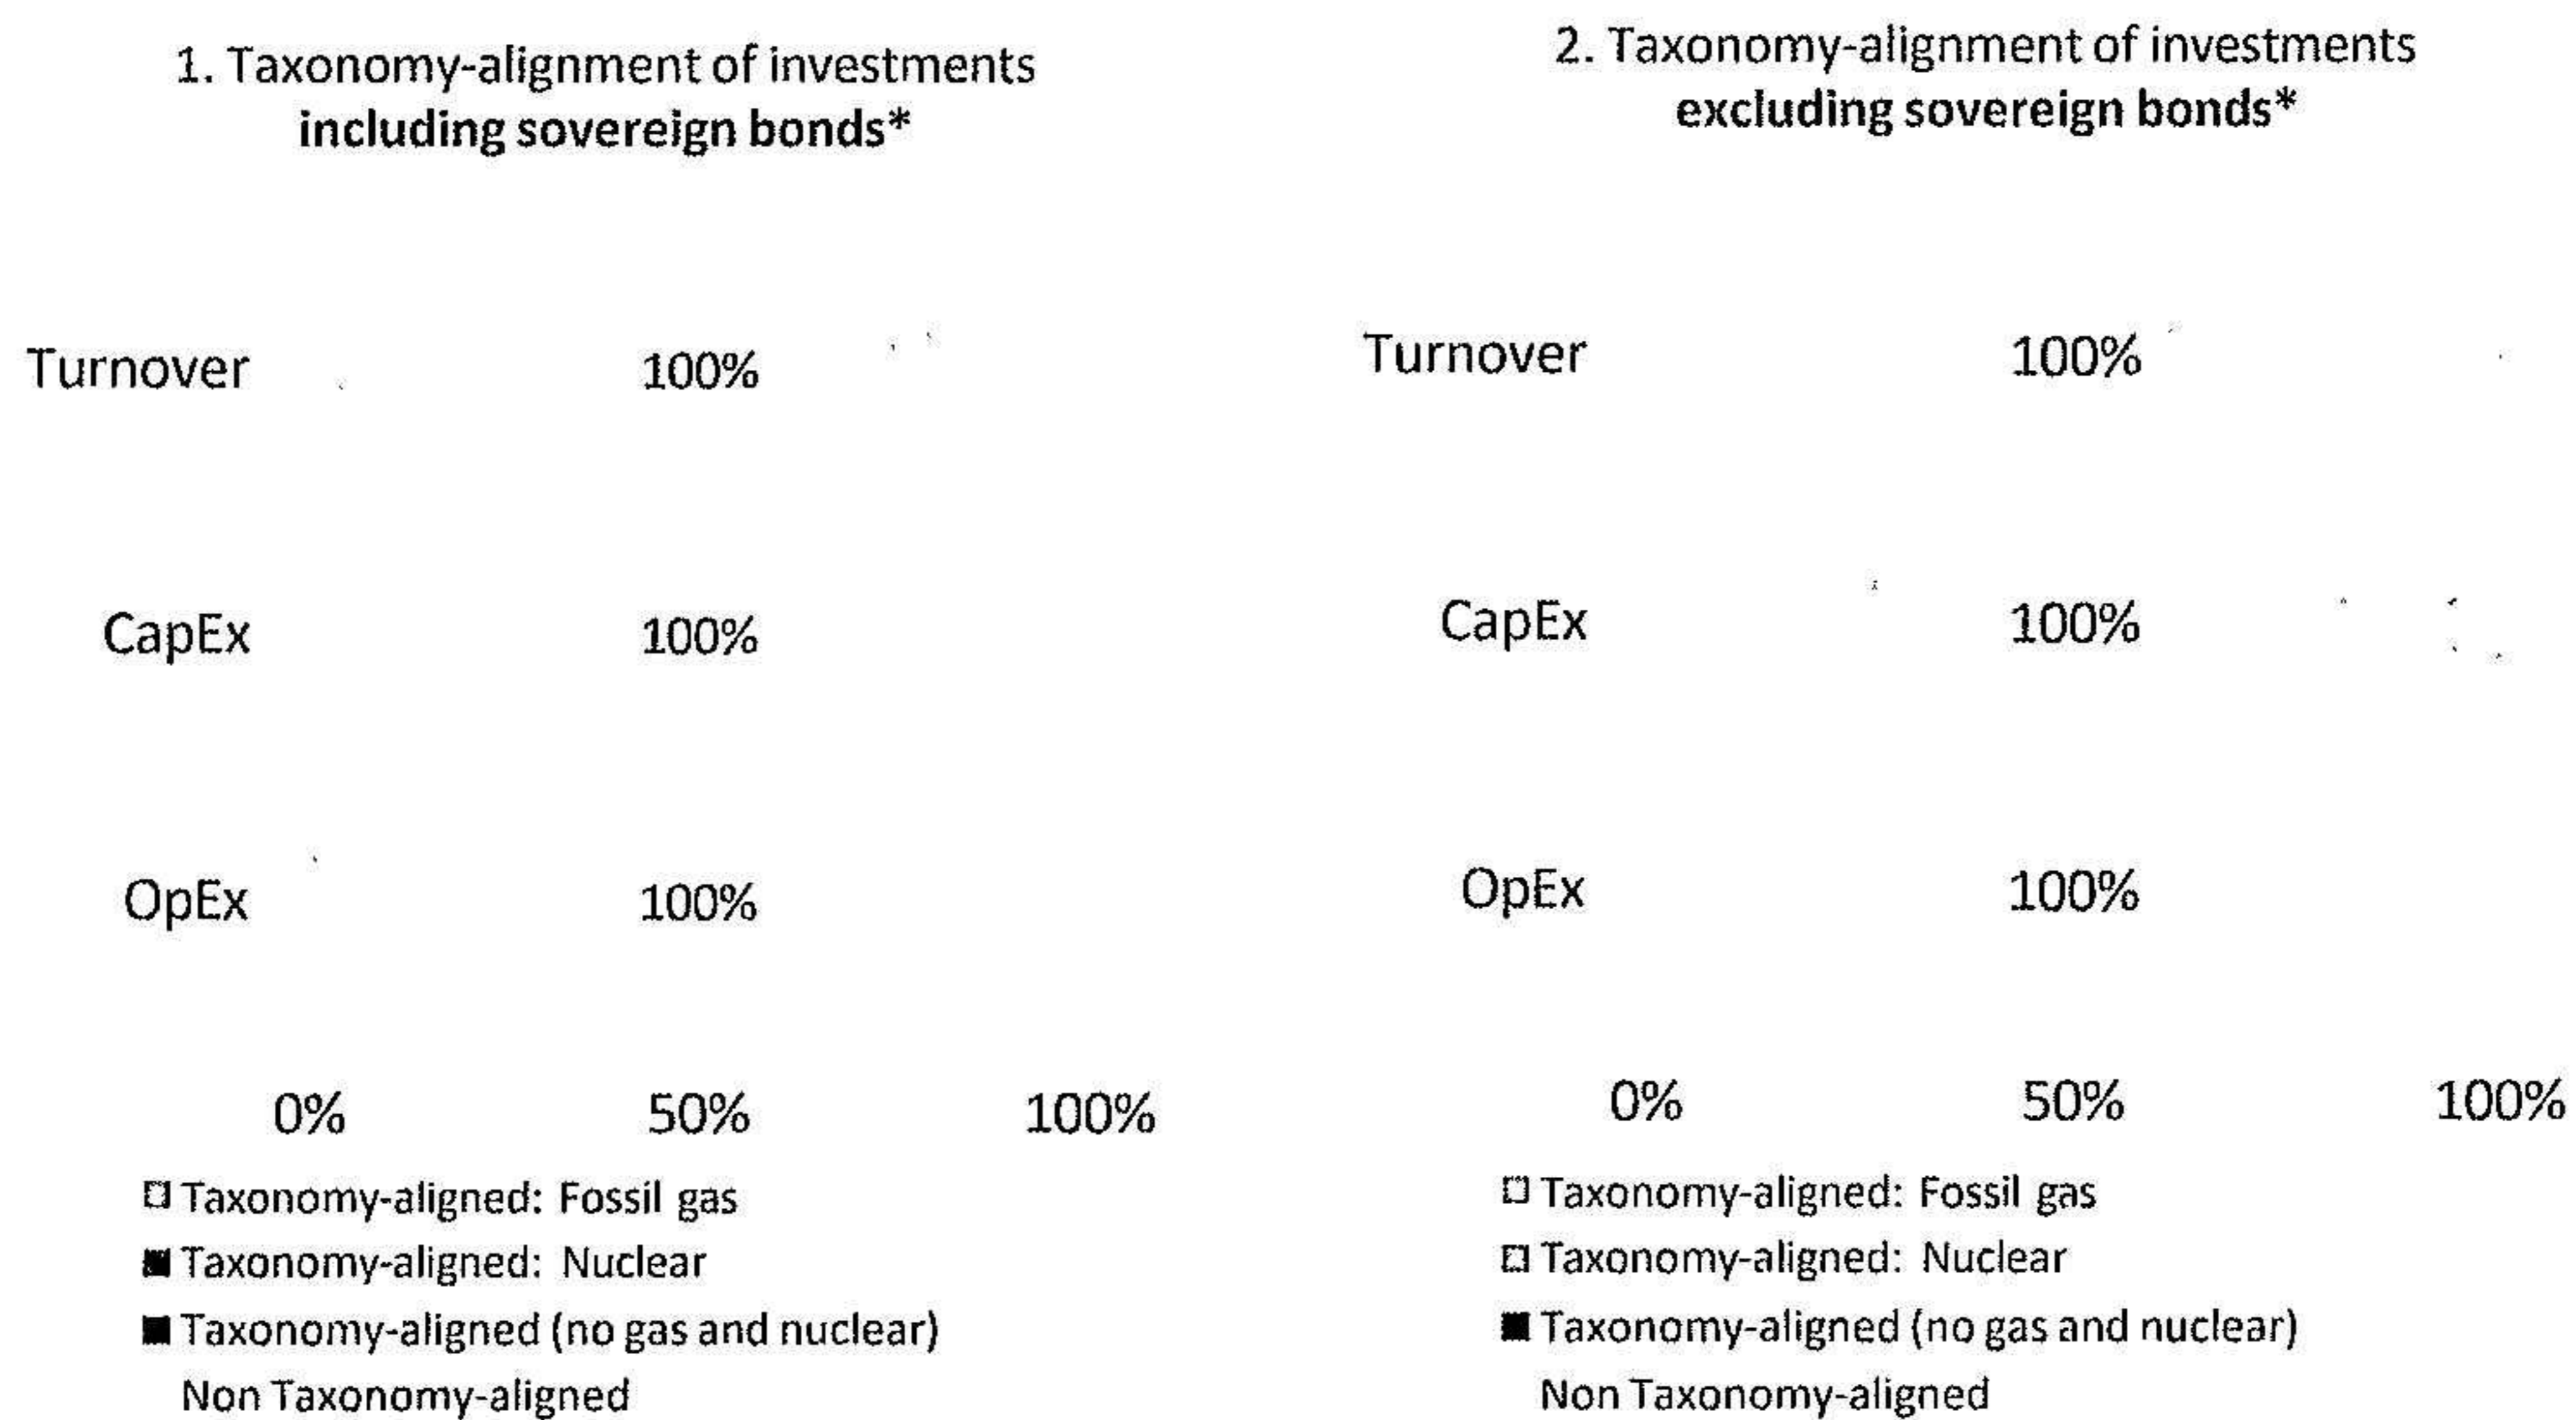 1. Taxonomy-alignment of investments
including sovereign bonds*
Turnover 100%
CapEx 100%
OpEx 100%
0% 50% 100%
Taxonomy-aligned: Fossil gas
Taxonomy-aligned: Nuclear
Taxonomy-aligned (no gas and nuclear)
Non Taxonomy-aligned
2. Taxonomy-alignment of investments
excluding sovereign bonds*
Turnover 100%
CapEx 100%
OpEx 100%
0% 50% 100%
Taxonomy-aligned: Fossil gas
Taxonomy-aligned: Nuclear
Taxonomy-aligned (no gas and nuclear)
Non Taxonomy-aligned